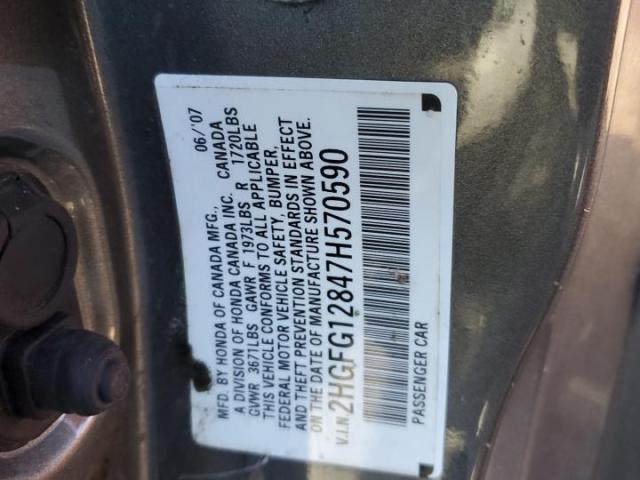 MFD. BY HONDA OF CANADA MFG., 06/'07
A DIVISION OF HONDA CANADA INC. CANADA
GVWR 3671LBS GAWR F 1973LBS R 1720LBS
THIS VEHICLE CONFORMS TO ALL APPLICABLE
FEDERAL MOTOR VEHICLE SAFETY, BUMPER,
AND THEFT PREVENTION STANDARDS IN EFFECT
ON THE DATE OF MANUFACTURE SHOWN ABOVE.
V.I.N. 2HGFG12847H570590
PASSENGER CAR